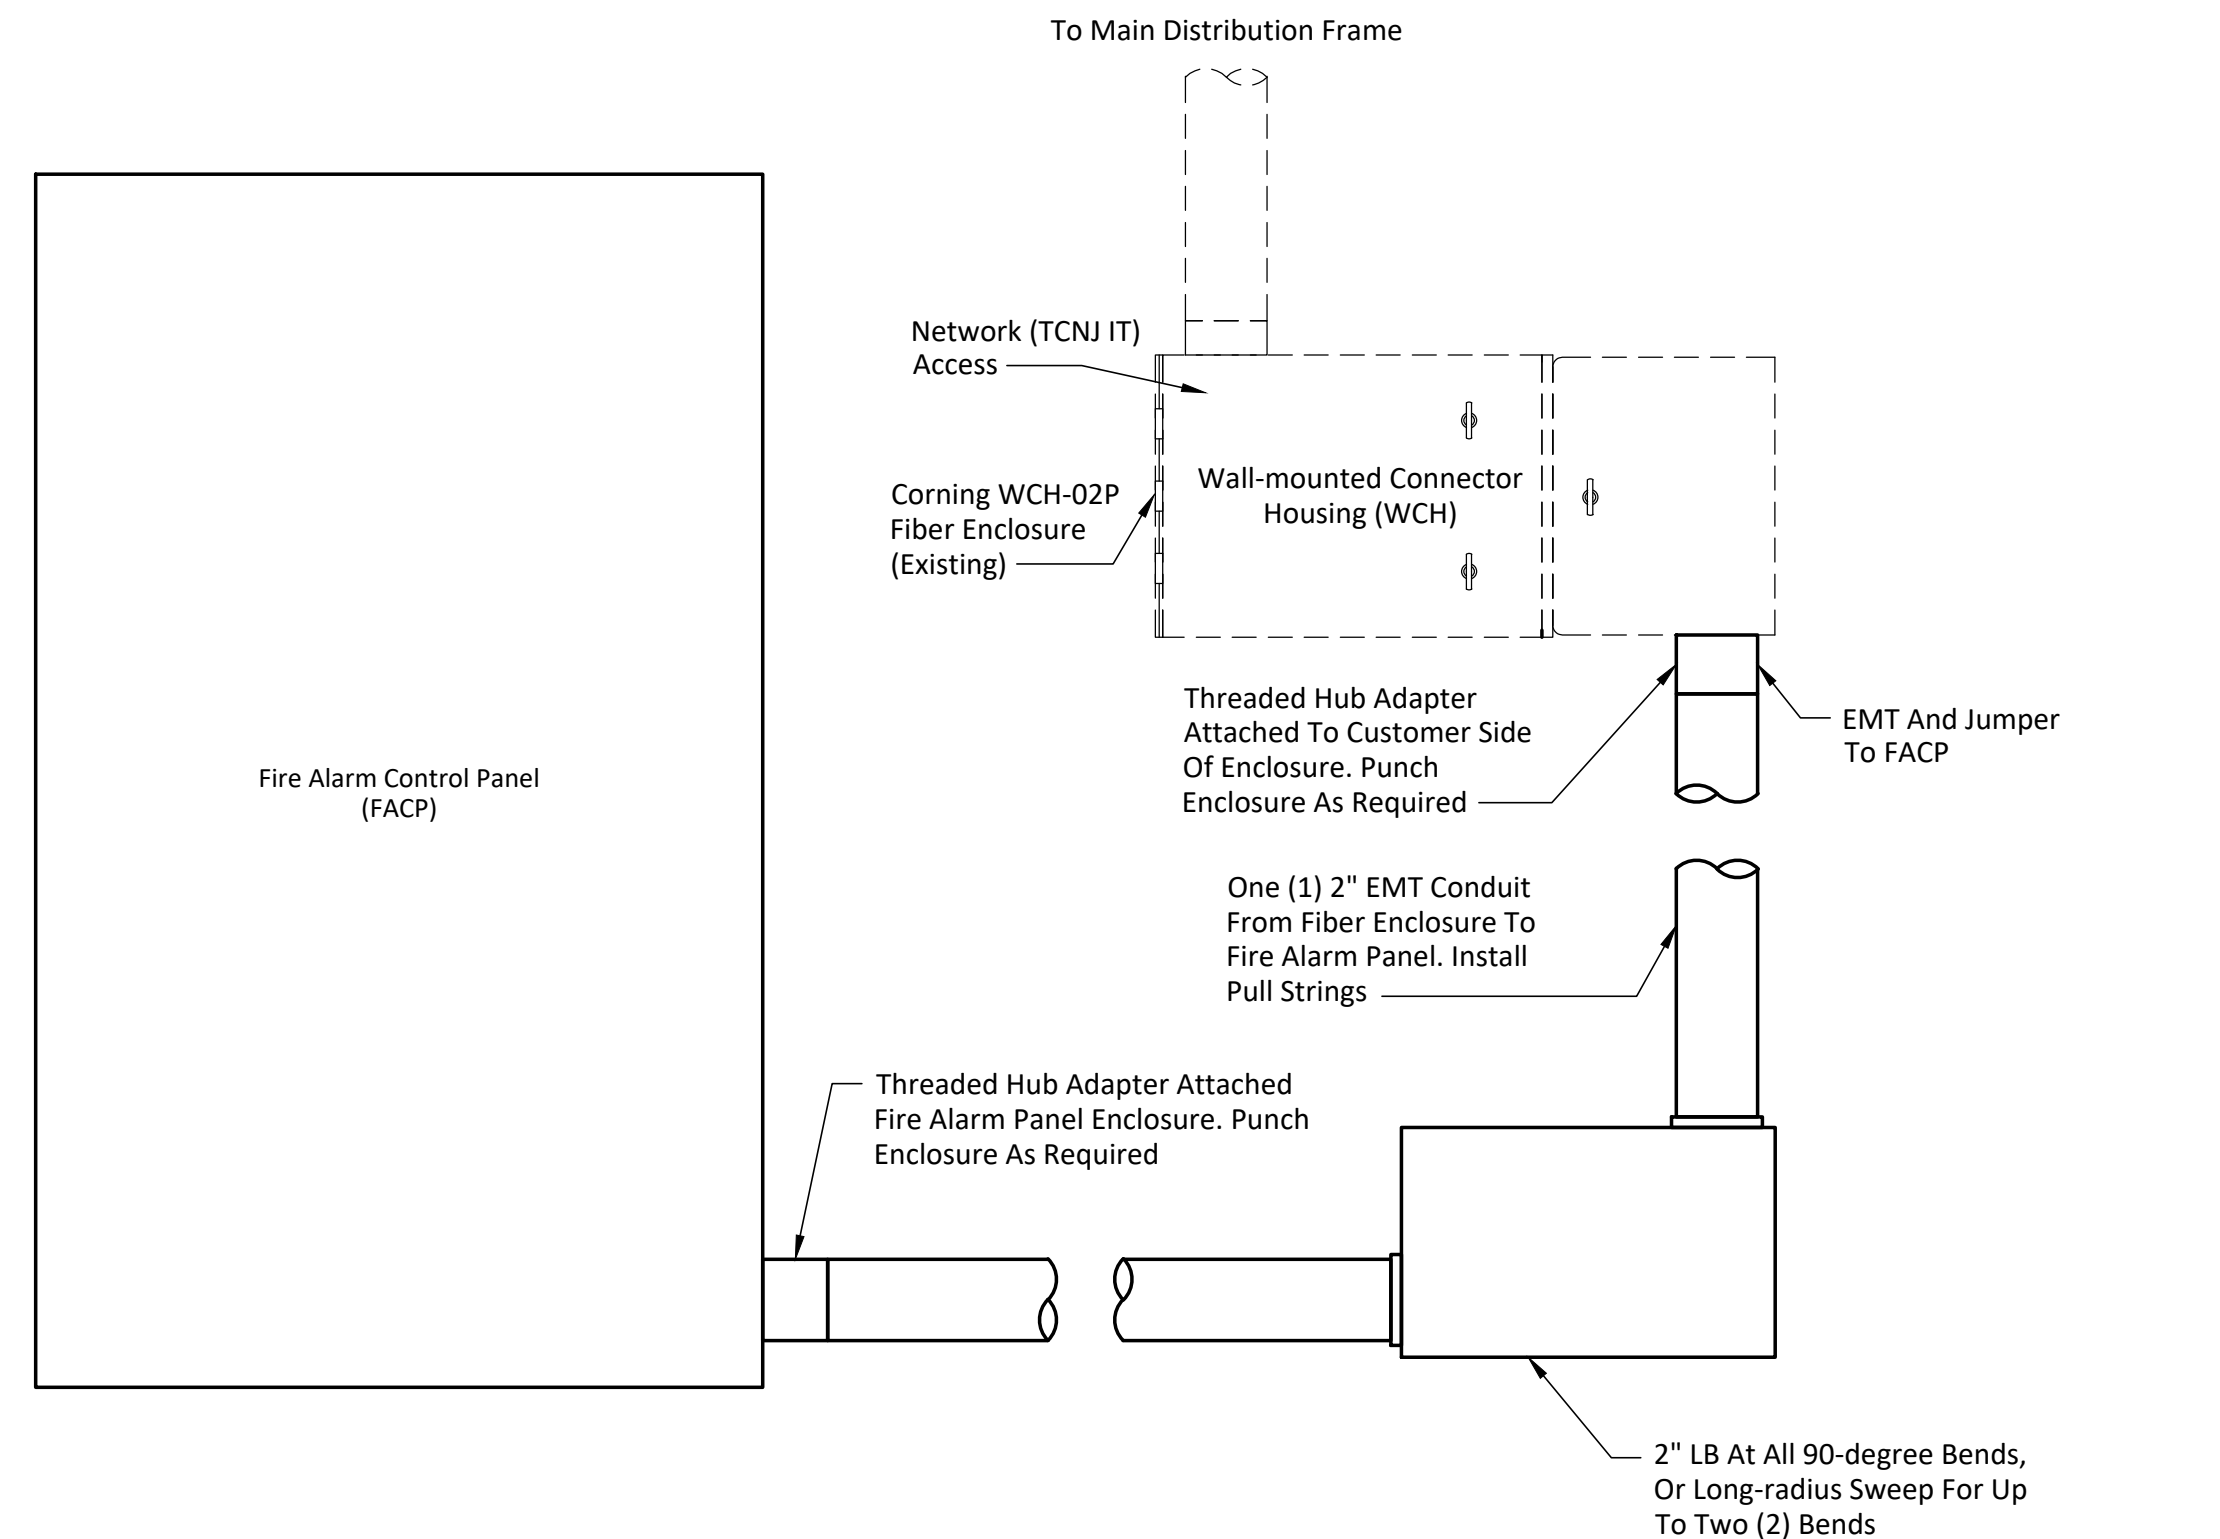 To Main Distribution Frame
Network (TCNJ IT)
Access
Corning WCH-02P
Fiber Enclosure
(Existing)
Wall-mounted Connector
Housing (WCH)
Threaded Hub Adapter
Attached To Customer Side
Of Enclosure. Punch
Enclosure As Required
EMT And Jumper
To FACP
Fire Alarm Control Panel
(FACP)
One (1) 2" EMT Conduit
From Fiber Enclosure To
Fire Alarm Panel. Install
Pull Strings
Threaded Hub Adapter Attached
Fire Alarm Panel Enclosure. Punch
Enclosure As Required
2" LB At All 90-degree Bends,
Or Long-radius Sweep For Up
To Two (2) Bends